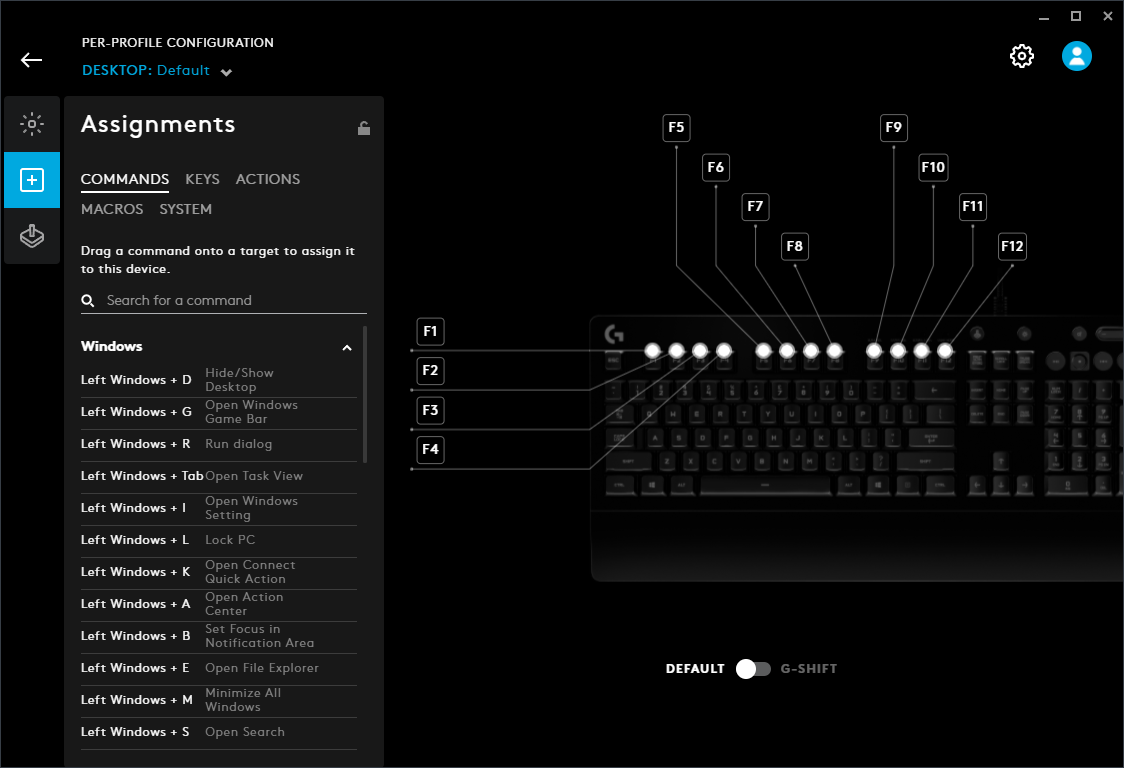 PER-PROFILE CONFIGURATION
DESKTOP: Default
Assignments
COMMANDS KEYS ACTIONS
MACROS SYSTEM
Drag a command onto a target to assign it
to this device.
Search for a command
Windows
Left Windows + D Hide/Show
Desktop
Left Windows + G Open Windows
Game Bar
Left Windows + R Run dialog
Left Windows + Tab Open Task View
Left Windows + I Open Windows
Setting
Left Windows + L Lock PC
Left Windows + K Open Connect
Quick Action
Left Windows + A Open Action
Center
Left Windows + B Set Focus in
Notification Area
Left Windows + E Open File Explorer
Left Windows + M Minimize All
Windows
Left Windows + S Open Search
F5
F9
F6
F10
F7
F11
F8
F12
F1
F2
F3
F4
DEFAULT G-SHIFT